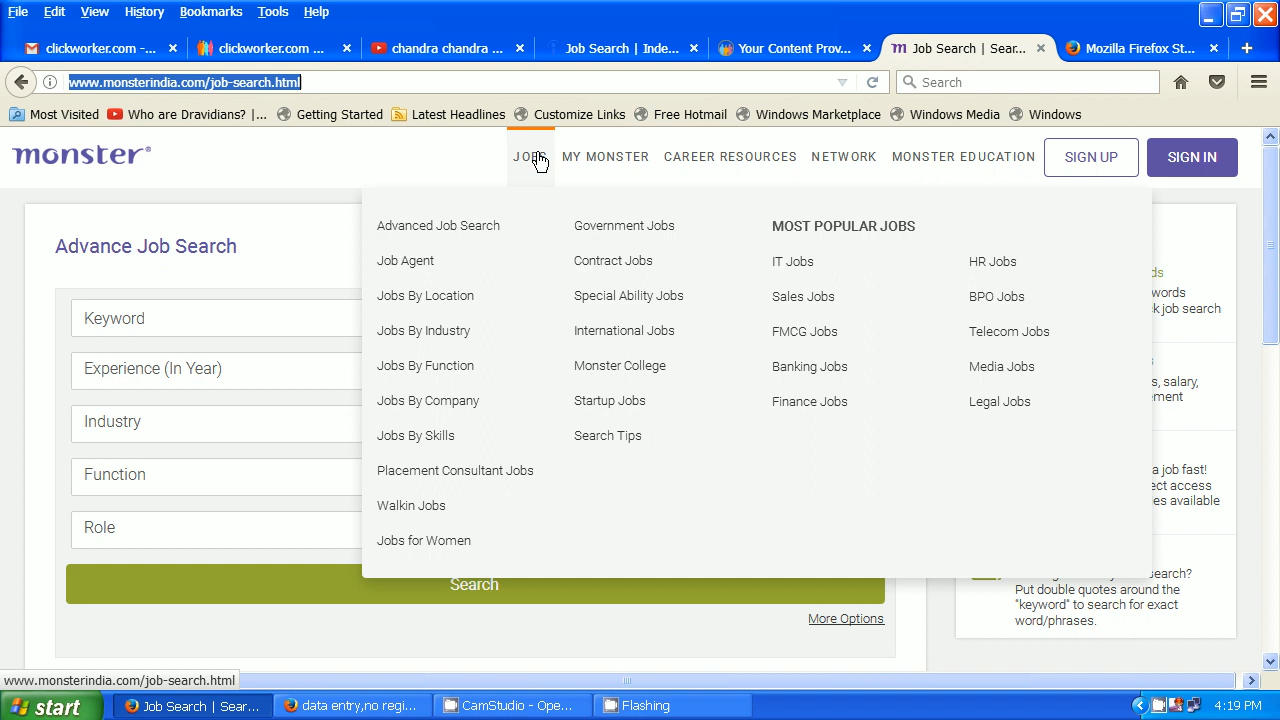 File Edit View History Bookmarks Tools Help
clickworker.com -...
clickworker.com ...
chandra chandra ...
Job Search | Inde...
Your Content Prov...
Job Search | Sear...
Mozilla Firefox St...
www.monsterindia.com/job-search.html
Search
Most Visited
Who are Dravidians? -|...
Getting Started
Latest Headlines
Customize Links
Free Hotmail
Windows Marketplace
Windows Media
Windows
monster
JOBS MY MONSTER CAREER RESOURCES NETWORK MONSTER EDUCATION SIGN UP SIGN IN
Advance Job Search
Keyword
Experience (In Year)
Industry
Function
Role
Search
More Options
Advanced Job Search
Job Agent
Jobs By Location
Jobs By Industry
Jobs By Function
Jobs By Company
Jobs By Skills
Placement Consultant Jobs
Walkin Jobs
Jobs for Women
Government Jobs
Contract Jobs
Special Ability Jobs
International Jobs
Monster College
Startup Jobs
Search Tips
MOST POPULAR JOBS
IT Jobs
Sales Jobs
FMCG Jobs
Banking Jobs
Finance Jobs
HR Jobs
BPO Jobs
Telecom Jobs
Media Jobs
Legal Jobs
job search
salary,
a job fast!
access
available
search?
Put double quotes around the
"keyword" to search for exact
word/phrases.
www.monsterindia.com/job-search.html
start
Job Search | Sear...
data entry,no regi...
CamStudio - Ope...
Flashing
4:19 PM